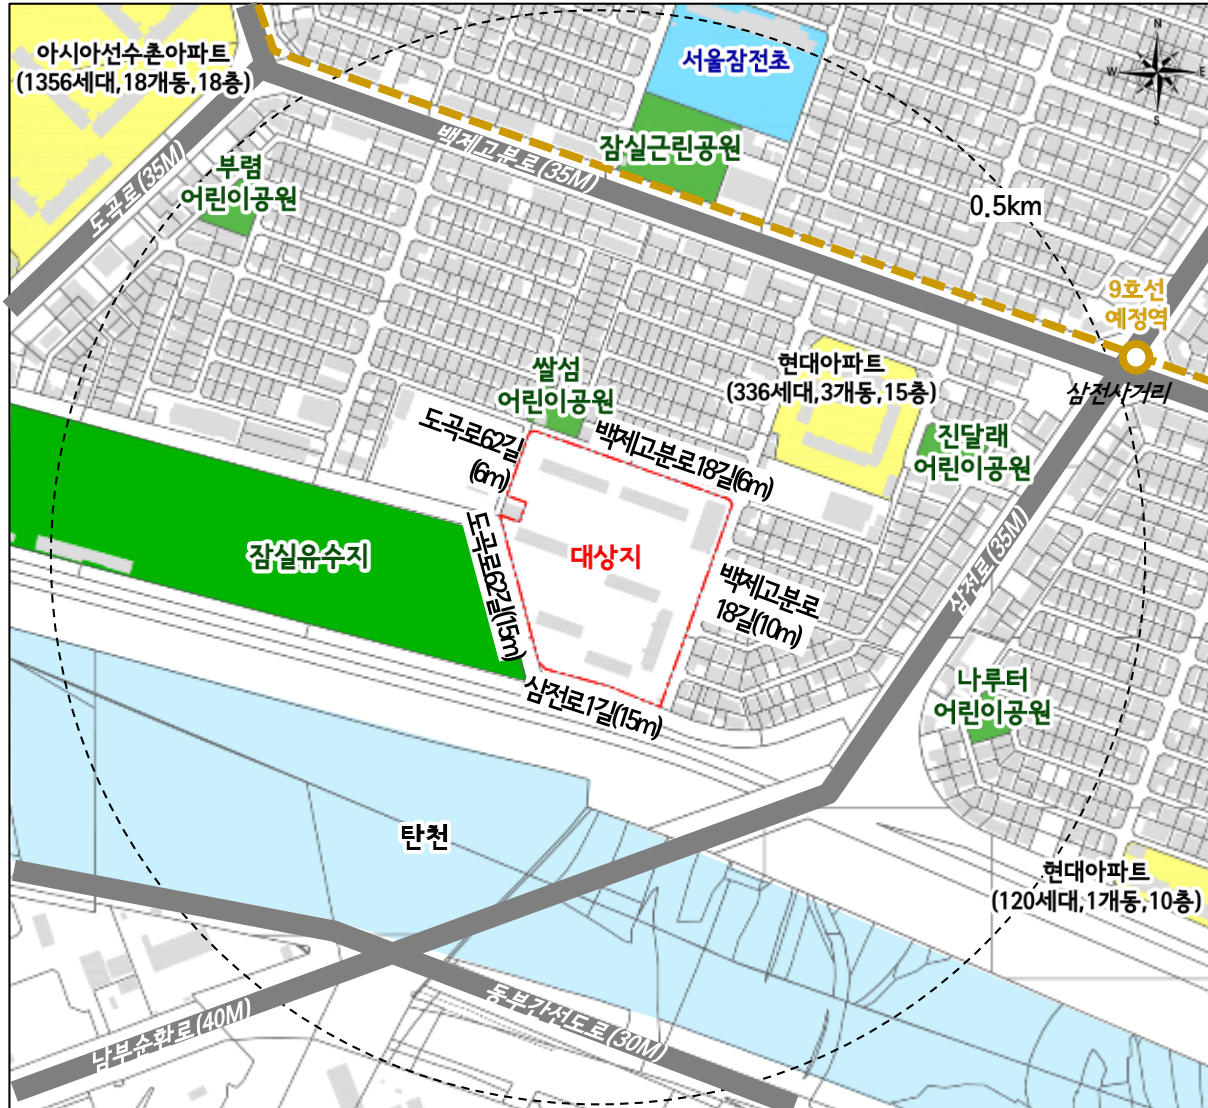 아시아선수촌아파트
(1356세대,18개동,18층)
서울잠전초
N
W
E
S
부렴
어린이공원
도곡로(35M)
백제고분로(35M)
잠실근린공원
0.5km
9호선
예정역
삼전사거리
쌀섬
어린이공원
현대아파트
(336세대,3개동,15층)
진달래
어린이공원
도곡로62길
(6m)
백제고분로18길(6m)
잠실유수지
도곡로62길(15m)
대상지
백제고분로
18길(10m)
삼전로(35M)
삼전로1길(15m)
나루터
어린이공원
탄천
현대아파트
(120세대,1개동,10층)
남부순환로(40M)
동부간선도로(30M)